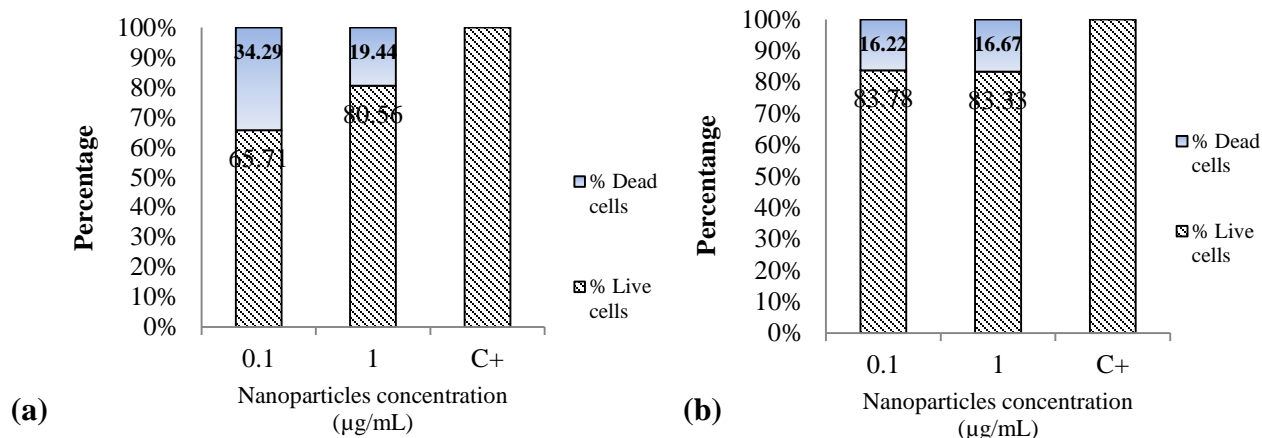 100%
90%
80%
70%
60%
50%
40%
30%
20%
10%
0%
Percentage
34.29
65.71
19.44
80.56
0.1 1 C+
Nanoparticles concentration
(µg/mL)
% Dead
cells
% Live
cells
(a)
100%
90%
80%
70%
60%
50%
40%
30%
20%
10%
0%
Percentange
16.22
83.78
16.67
83.33
0.1 1 C+
Nanoparticles concentration
(µg/mL)
% Dead
cells
% Live
cells
(b)